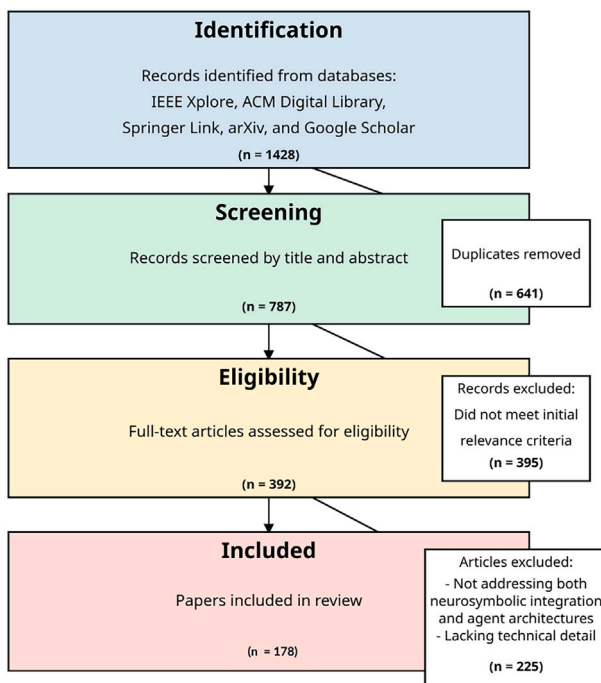 Identification
Records identified from databases:
IEEE Xplore, ACM Digital Library,
Springer Link, arXiv, and Google Scholar
(n = 1428)
Screening
Records screened by title and abstract
(n = 787)
Duplicates removed
(n = 641)
Eligibility
Full-text articles assessed for eligibility
(n = 392)
Records excluded:
Did not meet initial
relevance criteria
(n = 395)
Included
Papers included in review
(n = 178)
Articles excluded:
- Not addressing both
neurosymbolic integration
and agent architectures
- Lacking technical detail
(n = 225)